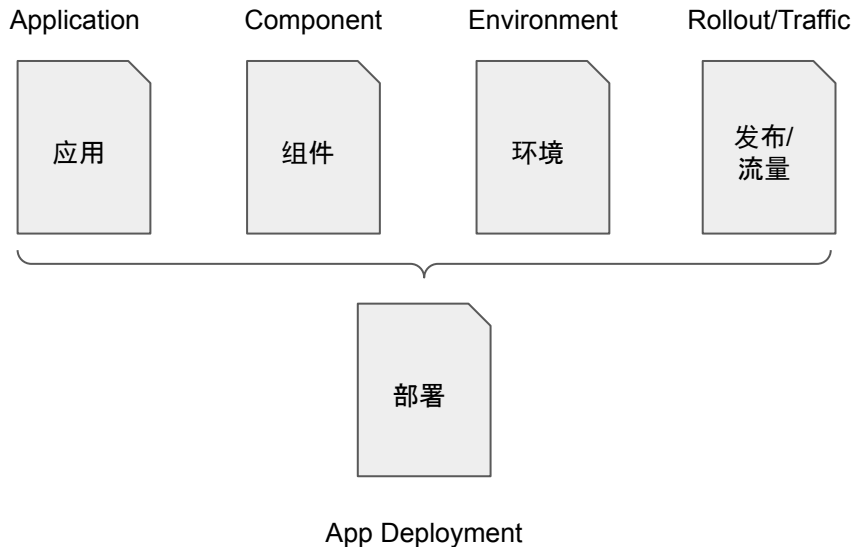 Application Component Environment Rollout/Traffic
应用 组件 环境 发布/
流量
部署
App Deployment